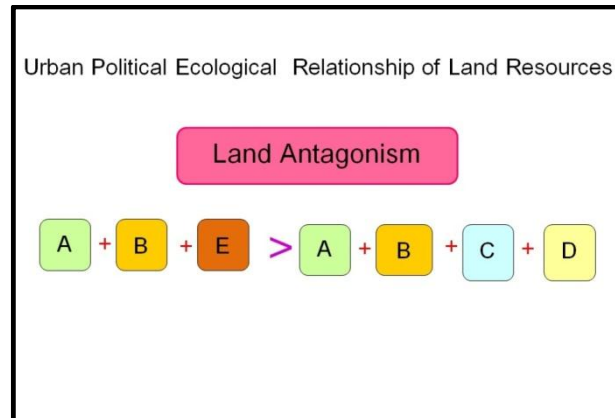 Urban Political Ecological Relationship of Land Resources
Land Antagonism
A + B + E > A + B + C + D